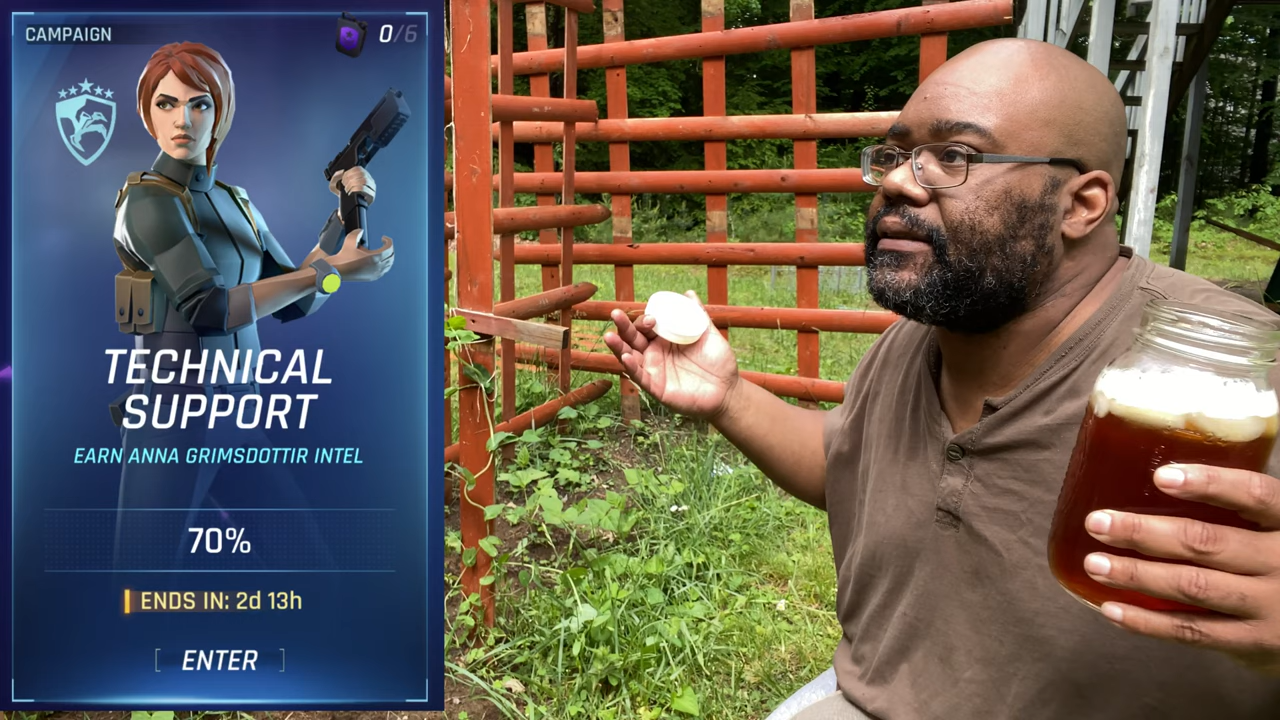 CAMPAIGN
0/6
TECHNICAL
SUPPORT
EARN ANNA GRIMSDOTTIR INTEL
70%
ENDS IN: 2d 13h
[ ENTER ]